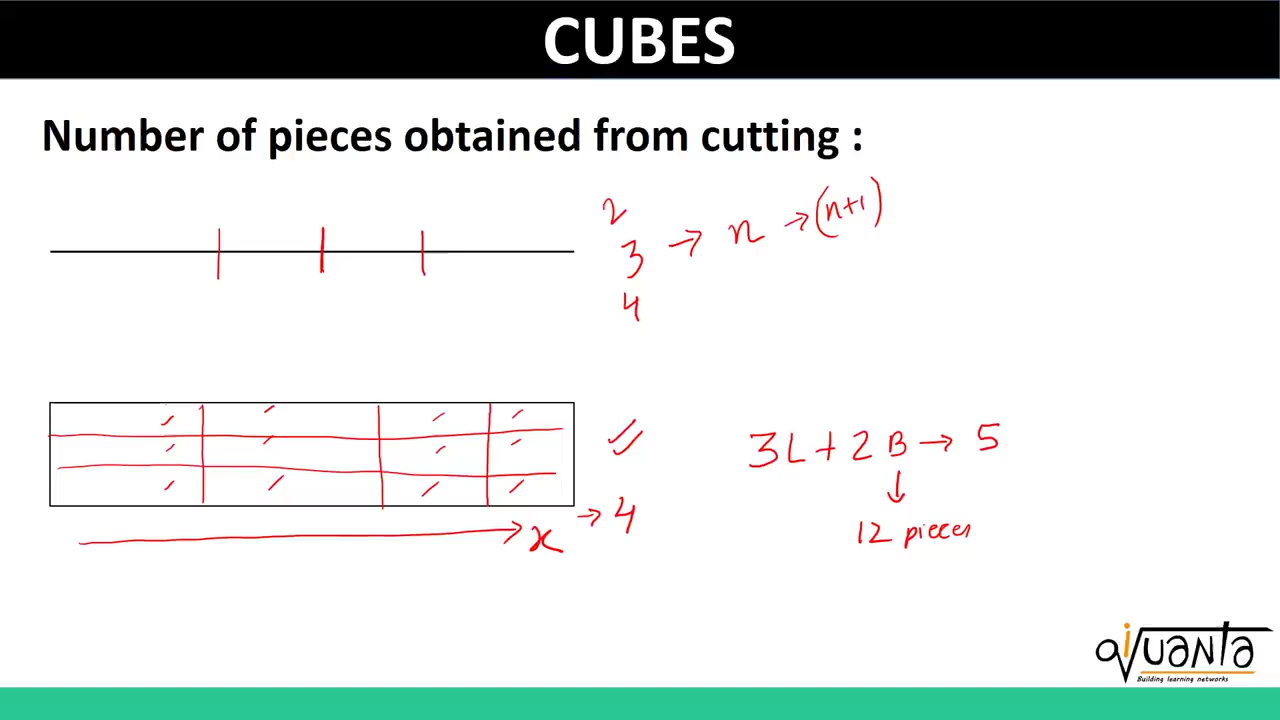 CUBES
Number of pieces obtained from cutting :
2
3 → n → (n+1)
4
3L + 2B → 5
↓
12 pieces
x → 4
aiquanta
Building learning networks